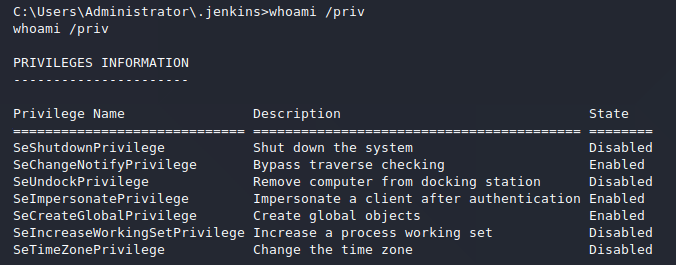 C:\Users\Administrator\.jenkins>whoami /priv
whoami /priv
PRIVILEGES INFORMATION
----------------------
Privilege Name                Description                               State
============================= ========================================= ========
SeShutdownPrivilege           Shut down the system                      Disabled
SeChangeNotifyPrivilege       Bypass traverse checking                  Enabled
SeUndockPrivilege             Remove computer from docking station      Disabled
SeImpersonatePrivilege        Impersonate a client after authentication Enabled
SeCreateGlobalPrivilege       Create global objects                     Enabled
SeIncreaseWorkingSetPrivilege Increase a process working set            Disabled
SeTimeZonePrivilege           Change the time zone                      Disabled